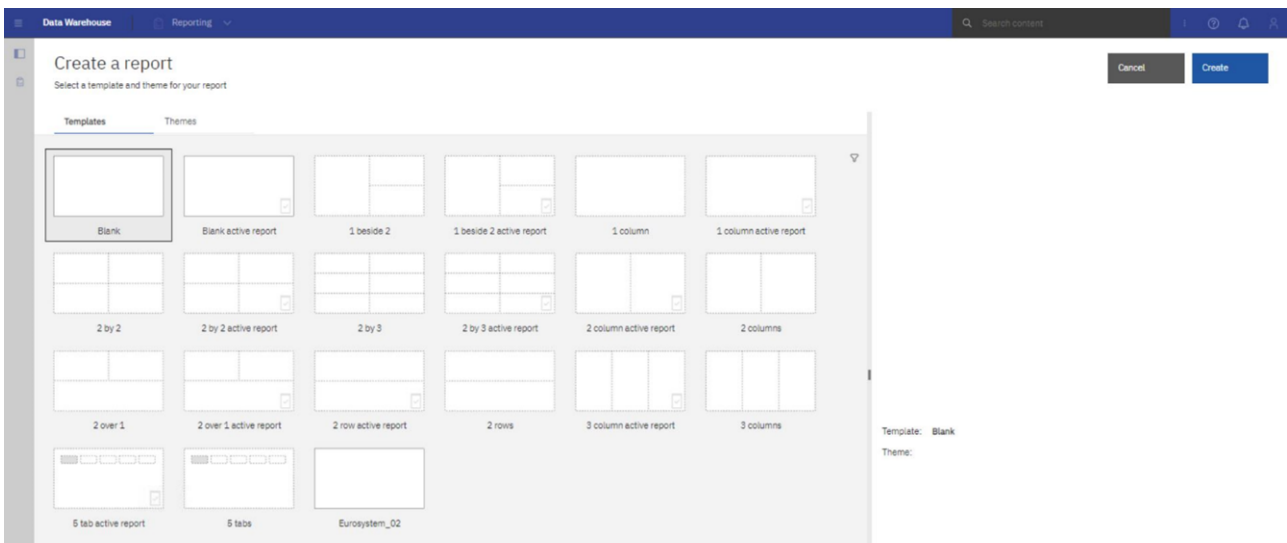 Data Warehouse Reporting Search content
Create a report
Cancel Create
Select a template and theme for your report
Templates Themes
Blank Blank active report 1 beside 2 1 beside 2 active report 1 column 1 column active report
2 by 2 2 by 2 active report 2 by 3 2 by 3 active report 2 column active report 2 columns
2 over 1 2 over 1 active report 2 row active report 2 rows 3 column active report 3 columns
Template: Blank
Theme:
5 tab active report 5 tabs Eurosystem_02